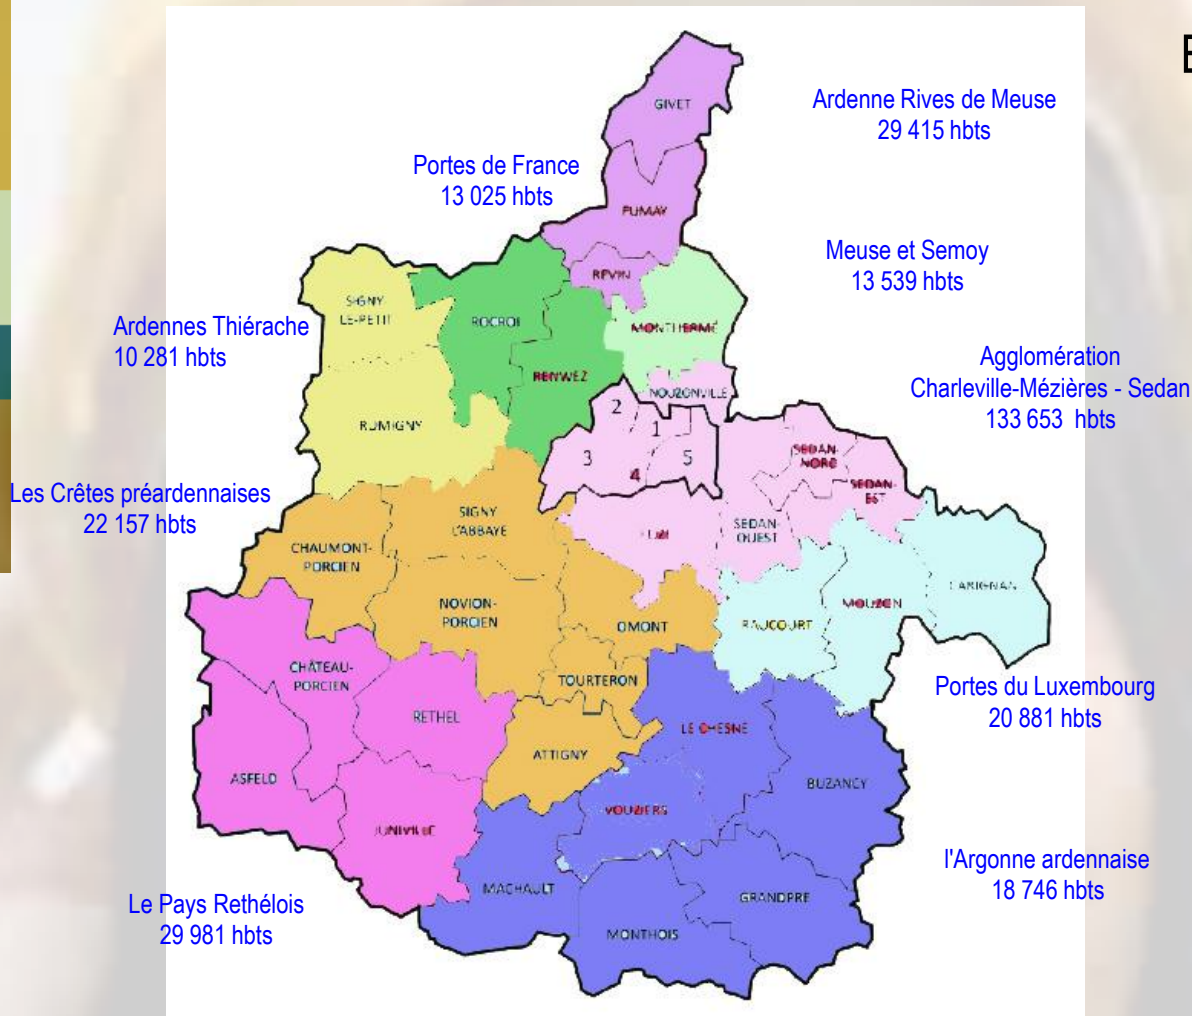 E
Ardenne Rives de Meuse
29 415 hbts
Portes de France
13 025 hbts
Meuse et Semoy
13 539 hbts
Ardennes Thiérache
10 281 hbts
Agglomération
Charleville-Mézières - Sedan
133 653 hbts
Les Crêtes préardennaises
22 157 hbts
Portes du Luxembourg
20 881 hbts
l'Argonne ardennaise
18 746 hbts
Le Pays Rethélois
29 981 hbts
GIVET
FUMAY
REVIN
SIGNY
LE-PETIT
ROCROI
MONTHERMÉ
RENWEZ
NOUZONVILLE
RUMIGNY
2
1
3
4
5
SEDAN-
NORD
SEDAN-
EST
SEDAN-
OUEST
SIGNY
L'ABBAYE
CHAUMONT-
PORCIEN
NOVION-
PORCIEN
OMONT
RAUCOURT
MOUZON
CARIGNAN
CHÂTEAU-
PORCIEN
TOURTERON
RETHEL
LE CHESNE
ATTIGNY
ASFELD
BUZANCY
VOUZIERS
JUNIVILLE
MACHAULT
GRANDPRE
MONTHOIS